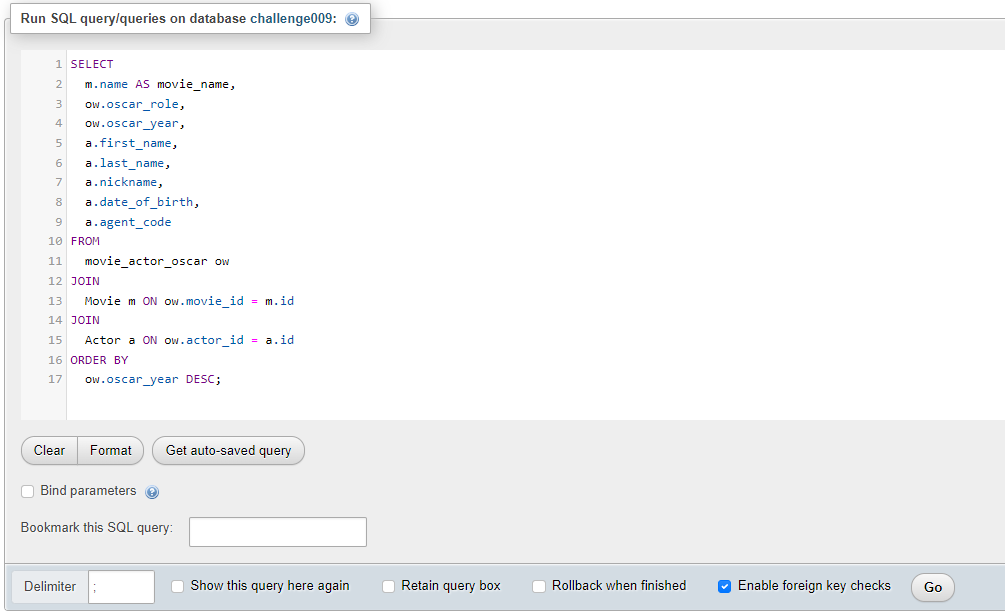 Run SQL query/queries on database challenge009:
1 SELECT
2 m.name AS movie_name,
3 ow.oscar_role,
4 ow.oscar_year,
5 a.first_name,
6 a.last_name,
7 a.nickname,
8 a.date_of_birth,
9 a.agent_code
10 FROM
11 movie_actor_oscar ow
12 JOIN
13 Movie m ON ow.movie_id = m.id
14 JOIN
15 Actor a ON ow.actor_id = a.id
16 ORDER BY
17 ow.oscar_year DESC;
Clear Format Get auto-saved query
Bind parameters
Bookmark this SQL query:
Delimiter ; Show this query here again Retain query box Rollback when finished Enable foreign key checks Go